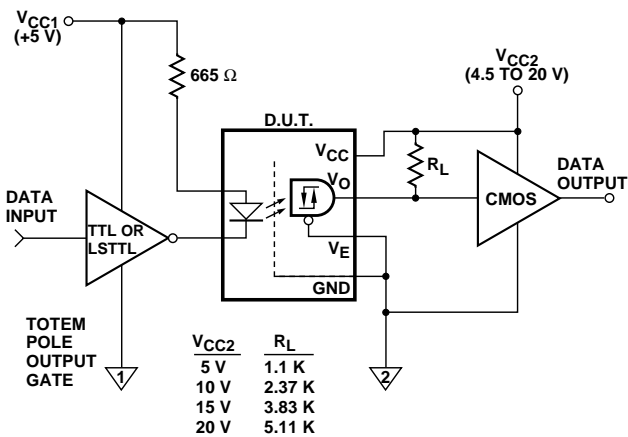 VCC1
(+5 V)
665 Ω
VCC2
(4.5 TO 20 V)
D.U.T.
VCC
RL
VO
DATA
OUTPUT
DATA
INPUT
TTL OR
LSTTL
CMOS
VE
GND
TOTEM
POLE
OUTPUT
GATE
1
2
VCC2 RL
5 V 1.1 K
10 V 2.37 K
15 V 3.83 K
20 V 5.11 K